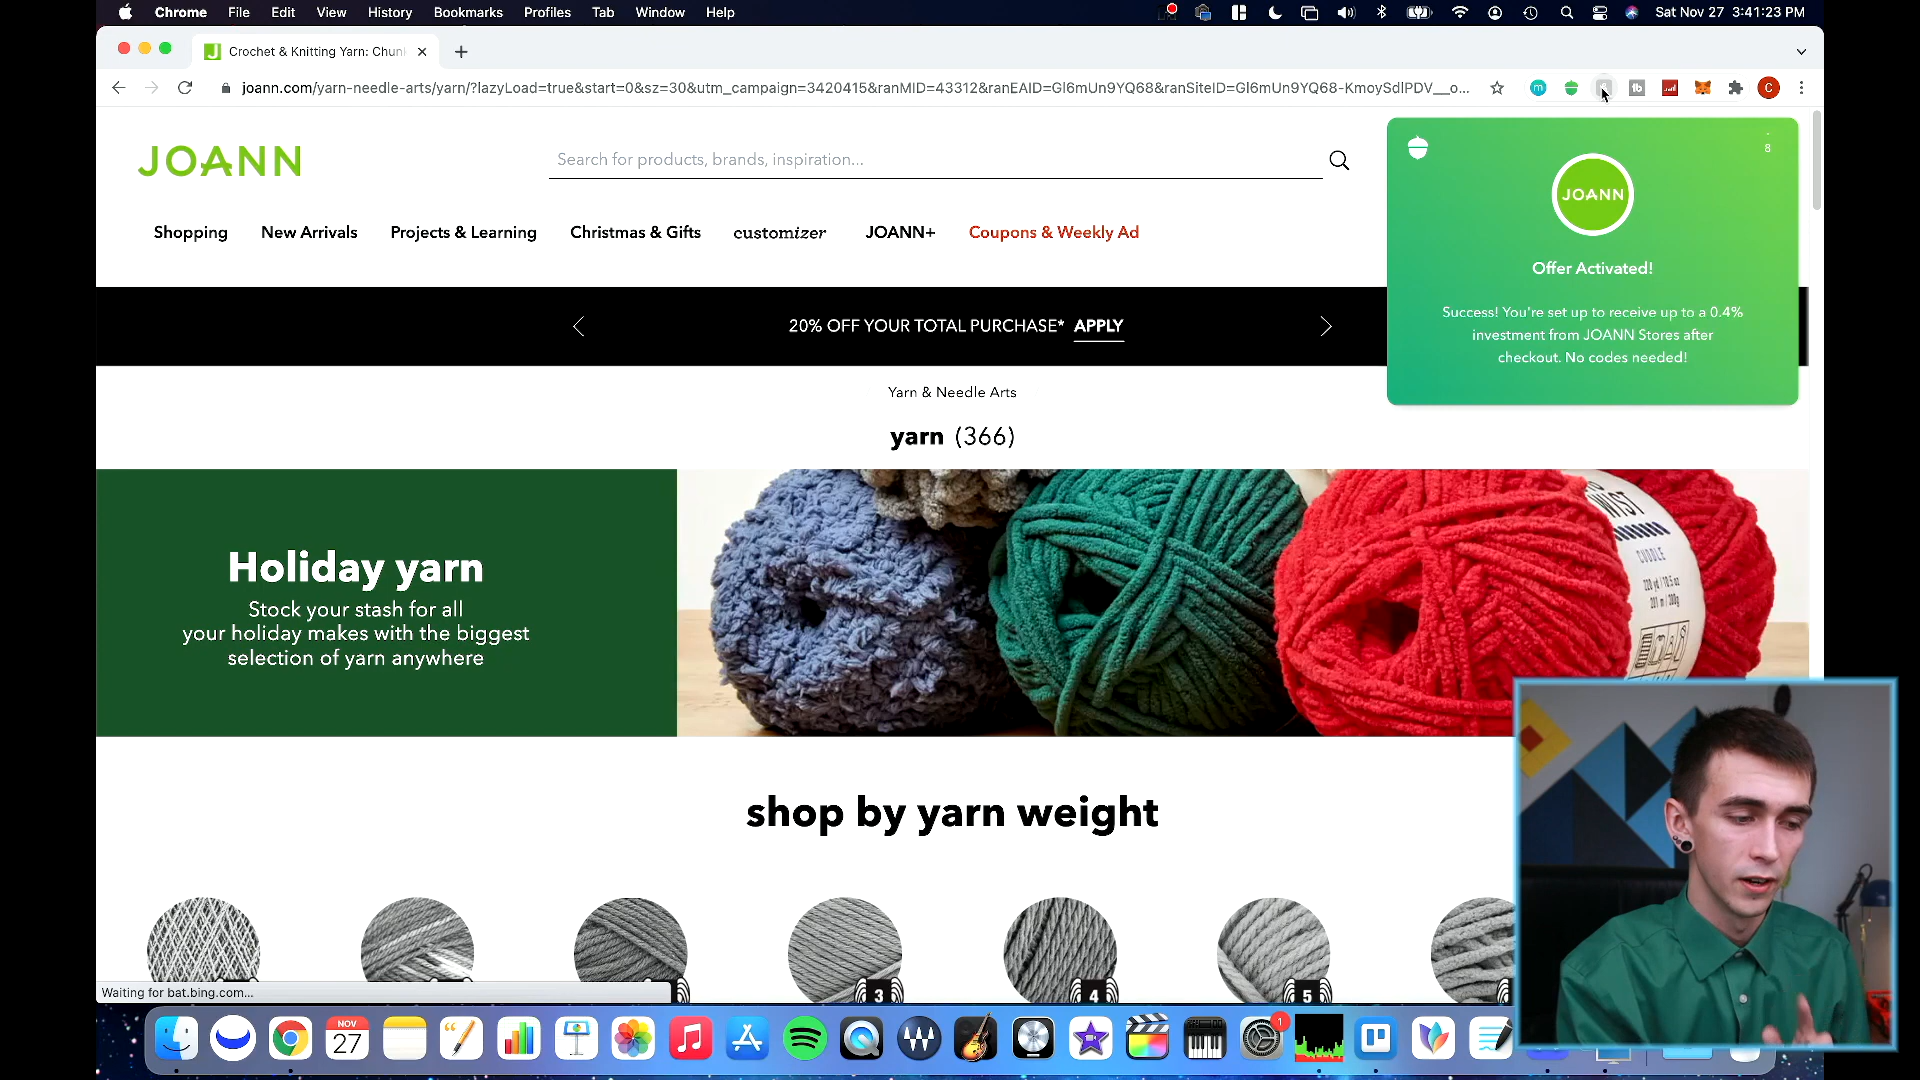 Chrome File Edit View History Bookmarks Profiles Tab Window Help Sat Nov 27 3:41:23 PM
Crochet & Knitting Yarn: Chun
joann.com/yarn-needle-arts/yarn/?lazyLoad=true&start=0&sz=30&utm_campaign=3420415&ranMID=43312&ranEAID=Gl6mUn9YQ68&ranSiteID=Gl6mUn9YQ68-KmoySdlPDV__o...
m tb C
JOANN
Search for products, brands, inspiration...
8
JOANN
Shopping New Arrivals Projects & Learning Christmas & Gifts customizer JOANN+ Coupons & Weekly Ad
Offer Activated!
Success! You're set up to receive up to a 0.4%
investment from JOANN Stores after
checkout. No codes needed!
20% OFF YOUR TOTAL PURCHASE* APPLY
Yarn & Needle Arts
yarn (366)
Holiday yarn
Stock your stash for all
your holiday makes with the biggest
selection of yarn anywhere
shop by yarn weight
3 4 5
Waiting for bat.bing.com...
NOV
27
1